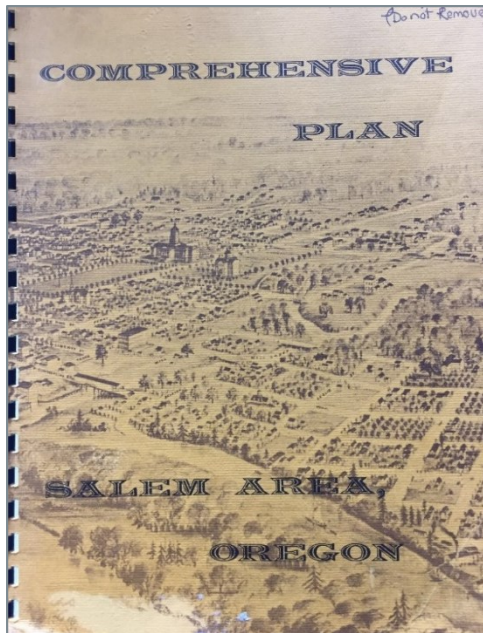 Do not Remove
COMPREHENSIVE
PLAN
SALEM AREA,
OREGON